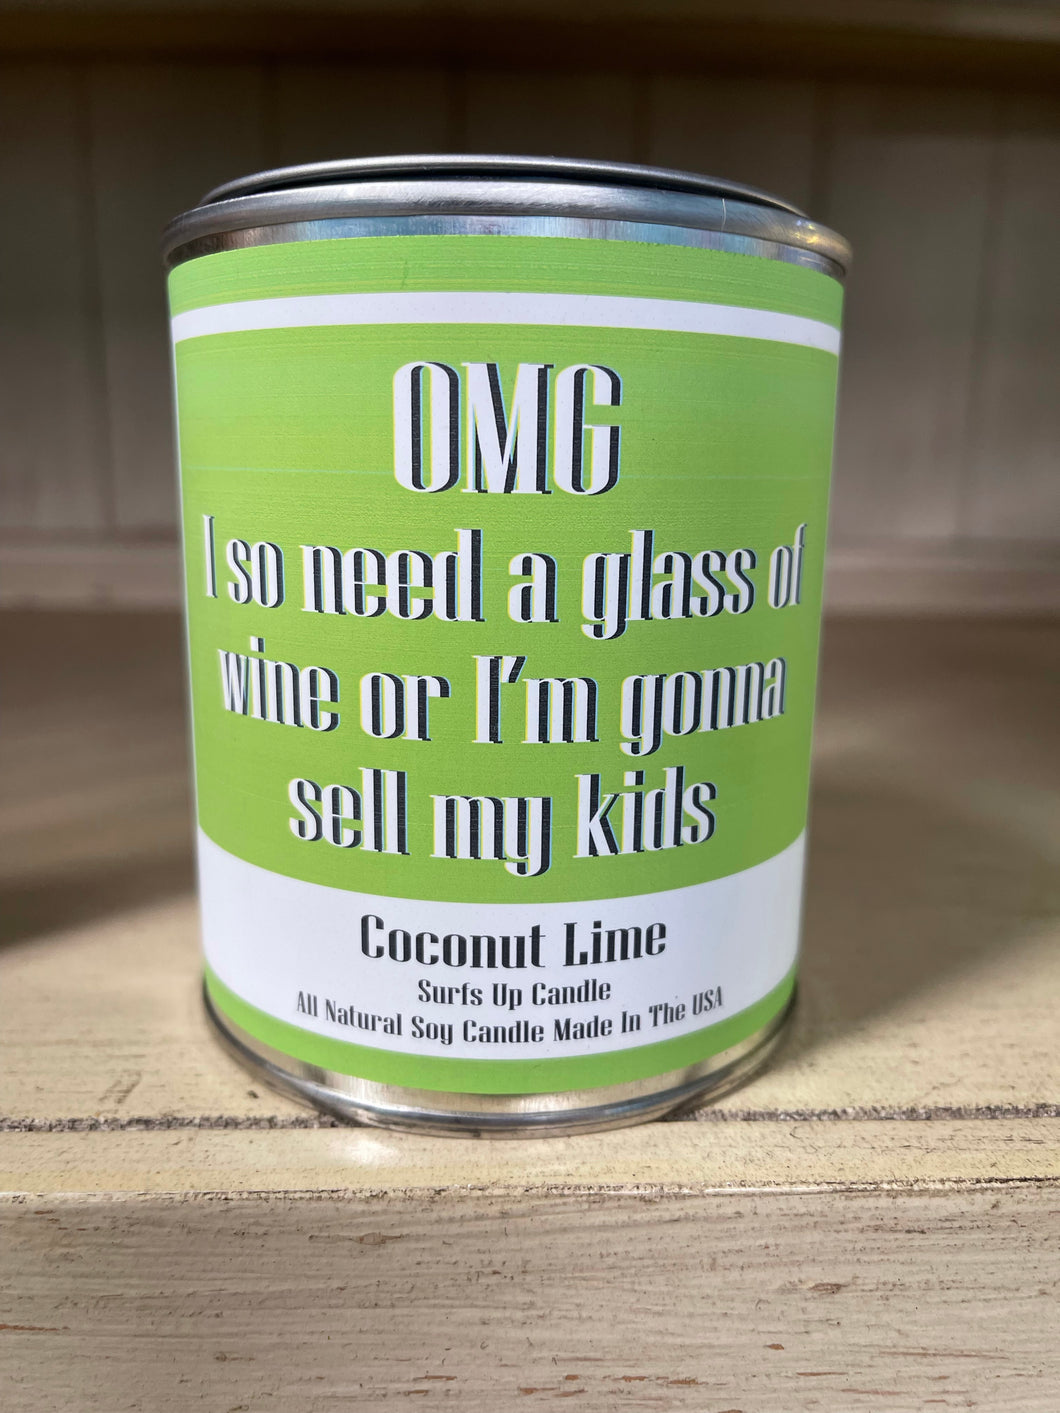 OMG
I so need a glass of
wine or I'm gonna
sell my kids
Coconut Lime
Surfs Up Candle
All Natural Soy Candle Made In The USA